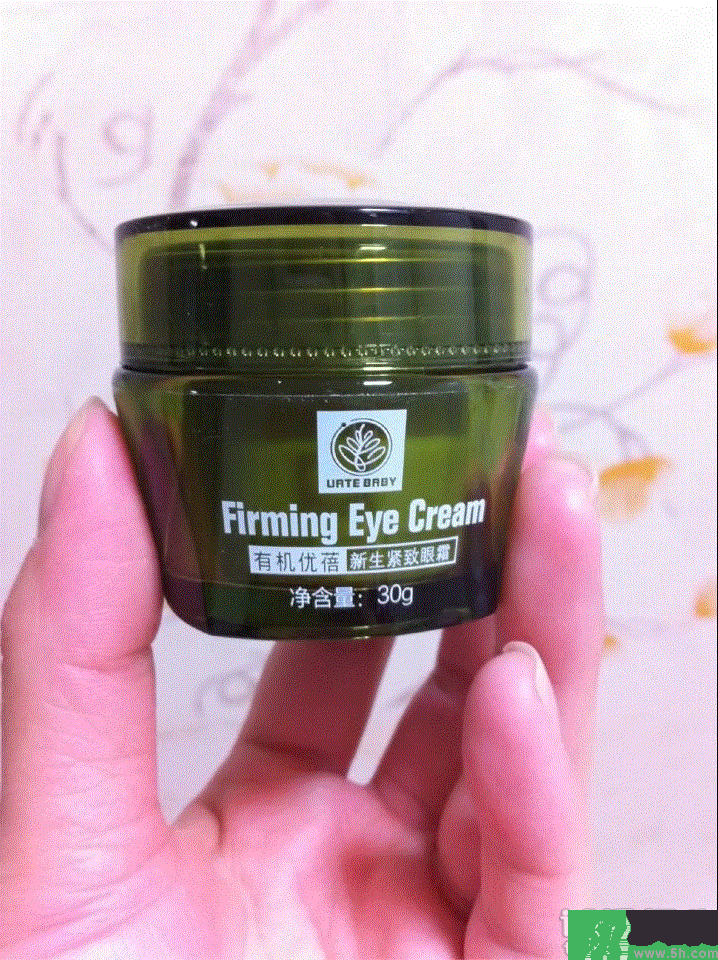 URTE BABY
Firming Eye Cream
有机优蓓 新生紧致眼霜
净含量：30g
www.5h.com